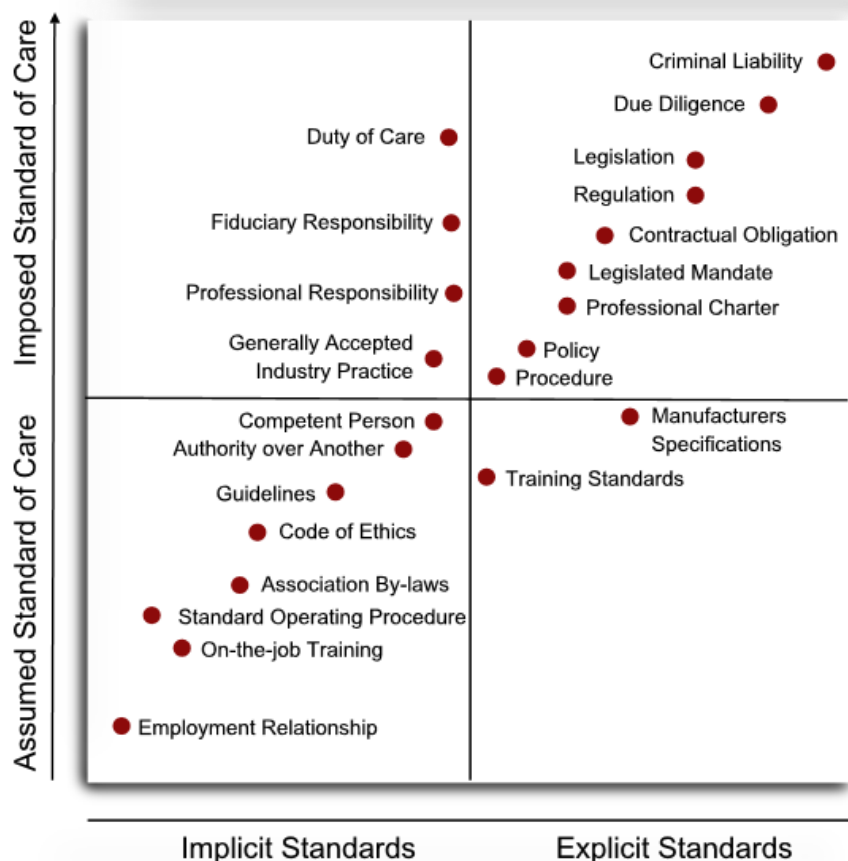 Imposed Standard of Care
Assumed Standard of Care
Criminal Liability
Due Diligence
Duty of Care
Legislation
Regulation
Fiduciary Responsibility
Contractual Obligation
Legislated Mandate
Professional Responsibility
Professional Charter
Generally Accepted
Industry Practice
Policy
Procedure
Competent Person
Manufacturers
Specifications
Authority over Another
Training Standards
Guidelines
Code of Ethics
Association By-laws
Standard Operating Procedure
On-the-job Training
Employment Relationship
Implicit Standards
Explicit Standards